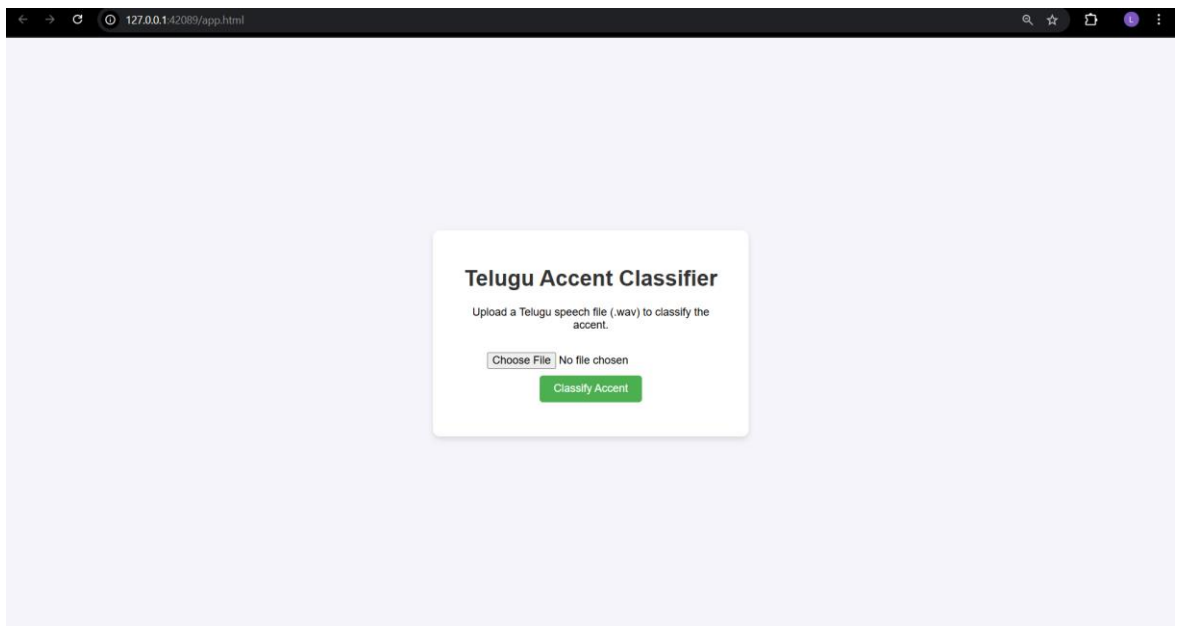 127.0.0.1:42089/app.html
L
Telugu Accent Classifier
Upload a Telugu speech file (.wav) to classify the
accent.
Choose File No file chosen
Classify Accent